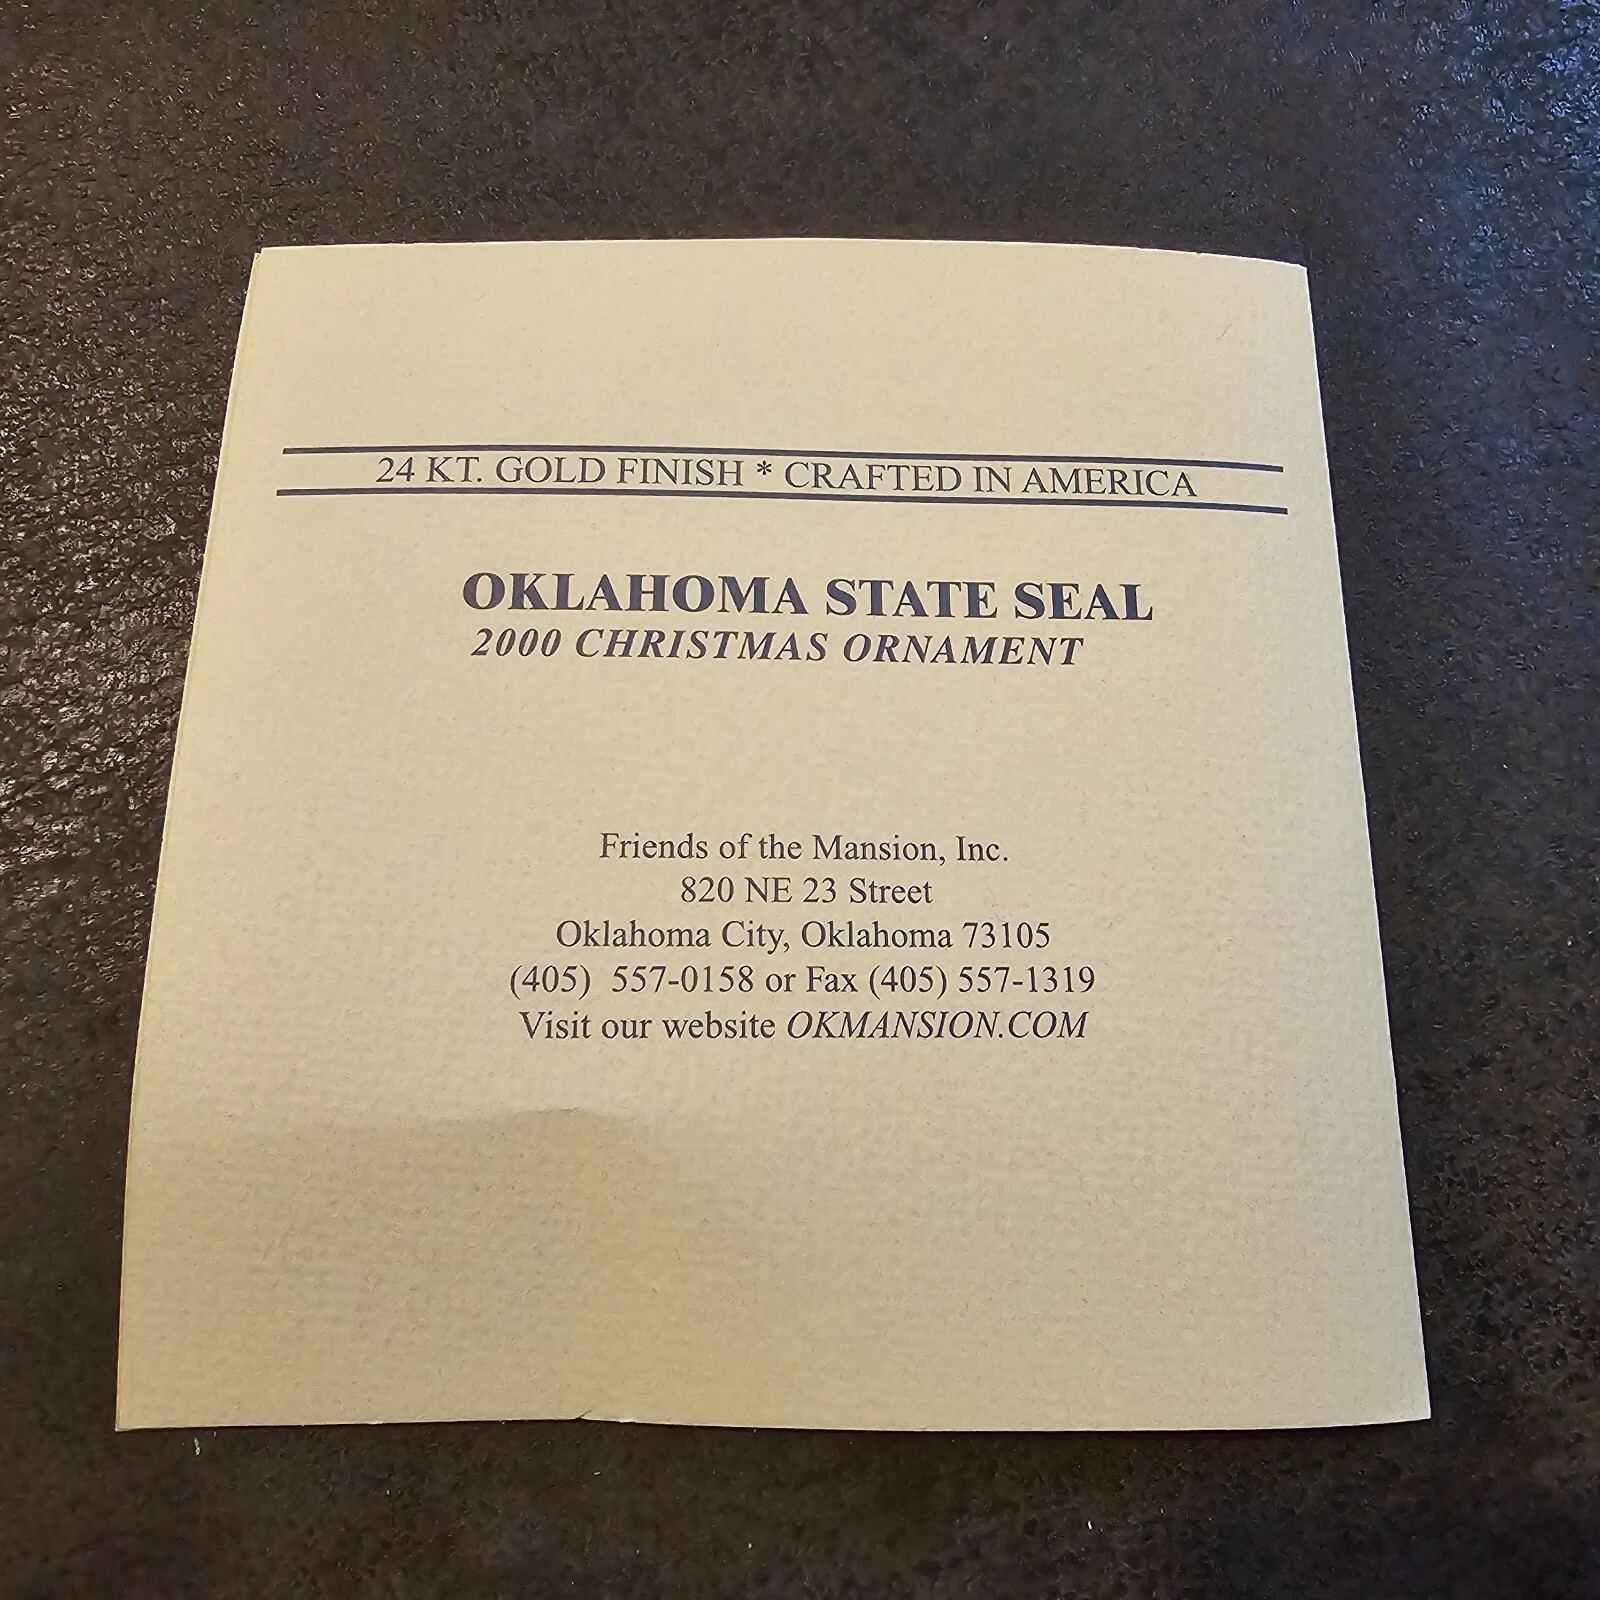 24 KT. GOLD FINISH * CRAFTED IN AMERICA
OKLAHOMA STATE SEAL
2000 CHRISTMAS ORNAMENT
Friends of the Mansion, Inc.
820 NE 23 Street
Oklahoma City, Oklahoma 73105
(405)  557-0158 or Fax (405) 557-1319
Visit our website OKMANSION.COM